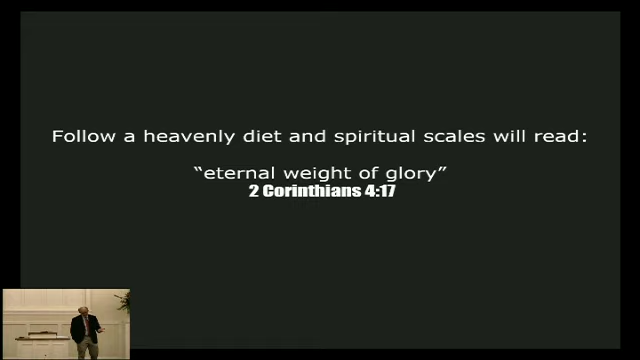 Follow a heavenly diet and spiritual scales will read:
“eternal weight of glory”
2 Corinthians 4:17